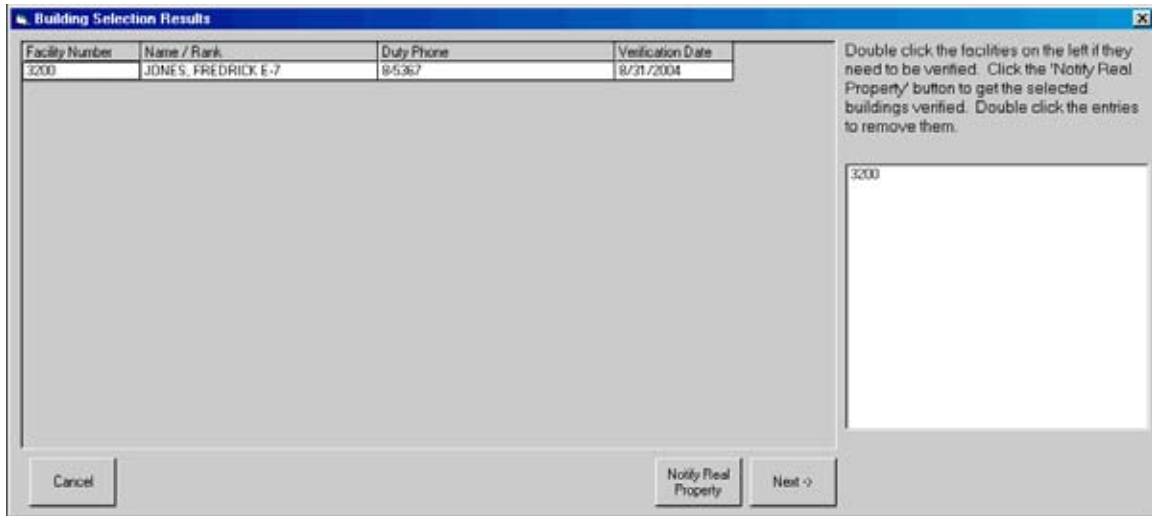 Building Selection Results
Facility Number Name / Rank Duty Phone Verification Date
3200 JONES, FREDRICK E-7 8-5367 8/31/2004
Double click the facilities on the left if they
need to be verified. Click the 'Notify Real
Property' button to get the selected
buildings verified. Double click the entries
to remove them.
3200
Cancel
Notify Real
Property
Next ->